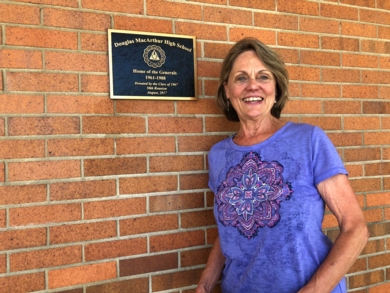 Douglas MacArthur High School
Home of the Generals
1961-1988
Donated by the Class of 1967
50th Reunion
August, 2017